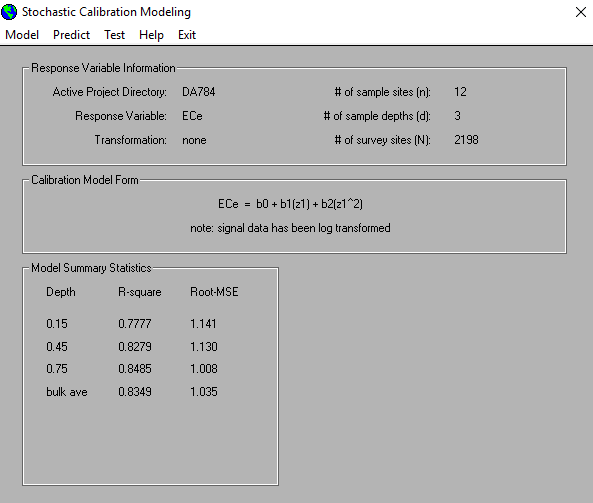 Stochastic Calibration Modeling
Model Predict Test Help Exit
Response Variable Information
Active Project Directory: DA784 # of sample sites (n): 12
Response Variable: ECe # of sample depths (d): 3
Transformation: none # of survey sites (N): 2198
Calibration Model Form
ECe = b0 + b1(z1) + b2(z1^2)
note: signal data has been log transformed
Model Summary Statistics
Depth R-square Root-MSE
0.15 0.7777 1.141
0.45 0.8279 1.130
0.75 0.8485 1.008
bulk ave 0.8349 1.035